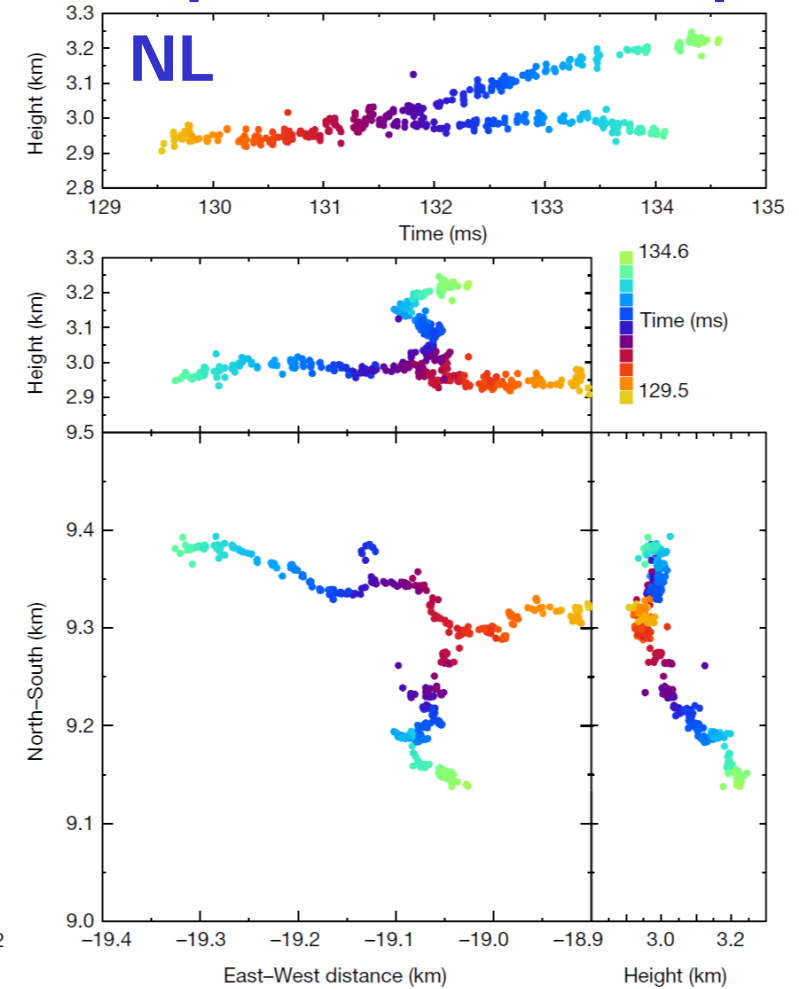 NL
3.3
3.2
3.1
3.0
2.9
2.8
Height (km)
129 130 131 132 133 134 135
Time (ms)
3.3
3.2
3.1
3.0
2.9
Height (km)
134.6
Time (ms)
129.5
9.5
9.4
9.3
9.2
9.1
9.0
North–South (km)
2
−19.4 −19.3 −19.2 −19.1 −19.0 −18.9 3.0 3.2
East–West distance (km) Height (km)